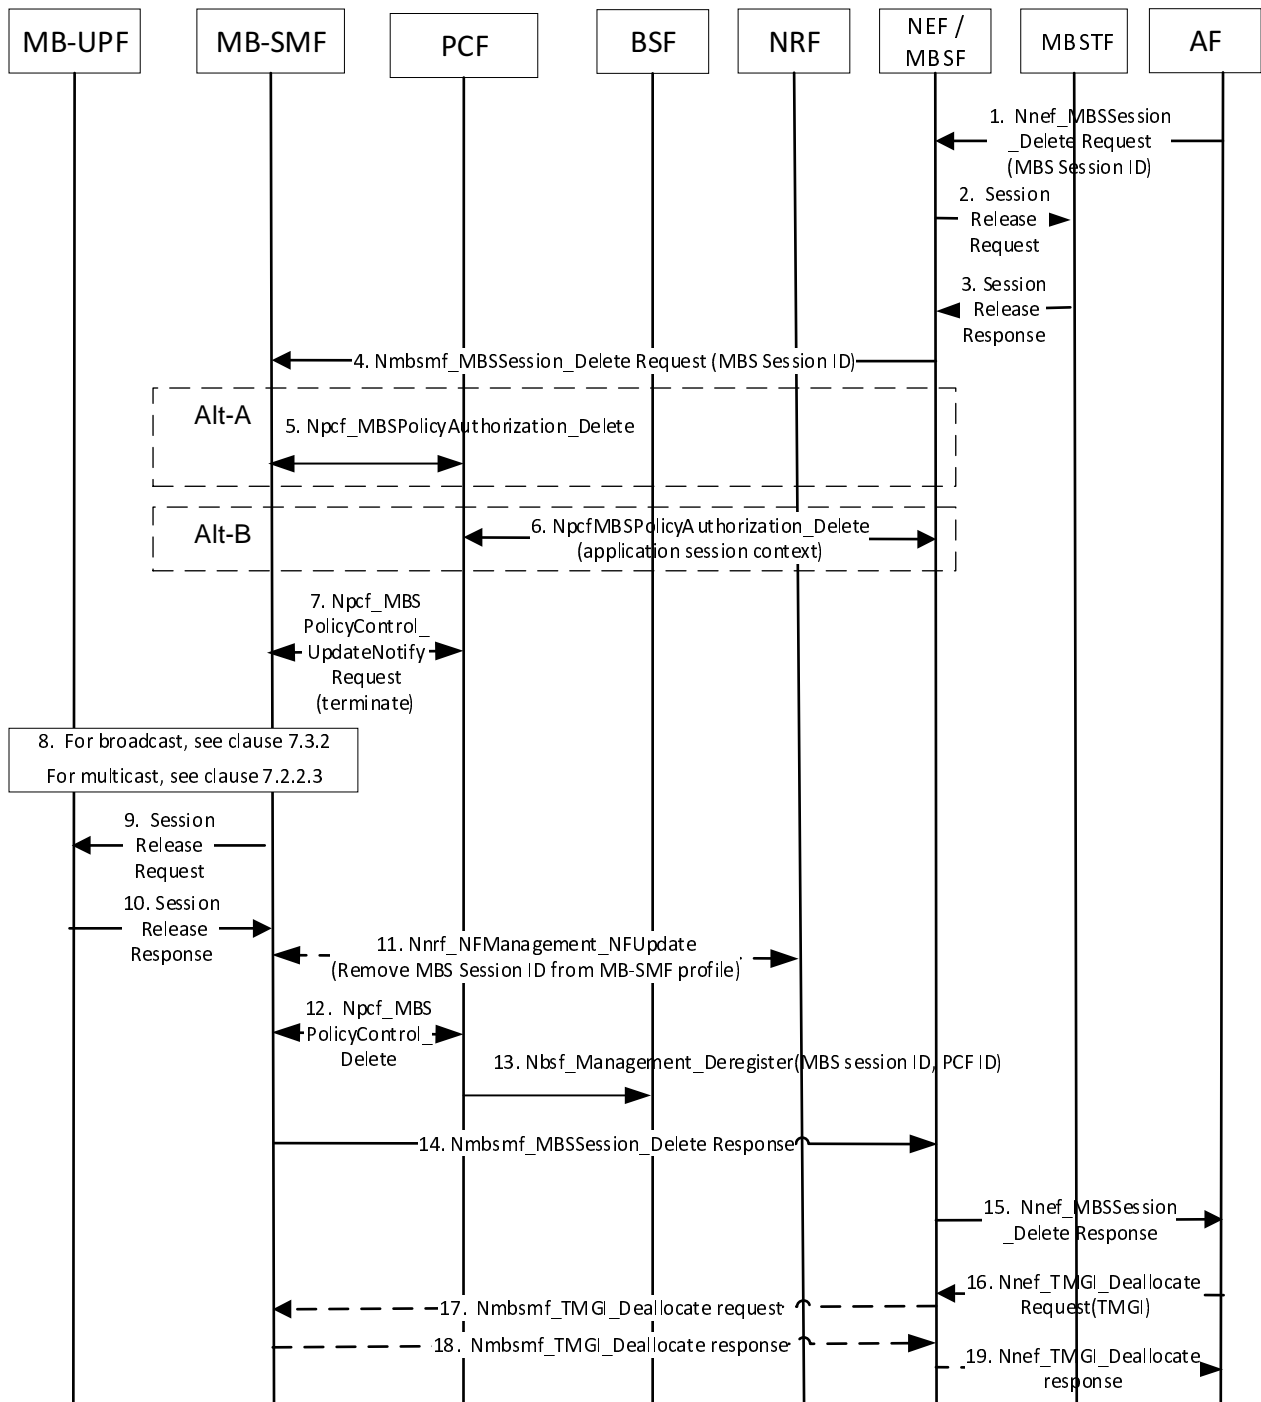 MB-UPF
MB-SMF
PCF
BSF
NRF
NEF /
MBSF
MBSTF
AF
1. Nnef_MBSSession
_Delete Request
(MBS Session ID)
2. Session
Release
Request
3. Session
Release
Response
4. Nmbsmf_MBSSession_Delete Request (MBS Session ID)
Alt-A
5. Npcf_MBSPolicyAuthorization_Delete
Alt-B
6. NpcfMBSPolicyAuthorization_Delete
(application session context)
7. Npcf_MBS
PolicyControl_
UpdateNotify
Request
(terminate)
8. For broadcast, see clause 7.3.2
For multicast, see clause 7.2.2.3
9. Session
Release
Request
10. Session
Release
Response
11. Nnrf_NFManagement_NFUpdate
(Remove MBS Session ID from MB-SMF profile)
12. Npcf_MBS
PolicyControl_
Delete
13. Nbsf_Management_Deregister(MBS session ID, PCF ID)
14. Nmbsmf_MBSSession_Delete Response
15. Nnef_MBSSession
_Delete Response
16. Nnef_TMGI_Deallocate
Request(TMGI)
17. Nmbsmf_TMGI_Deallocate request
18. Nmbsmf_TMGI_Deallocate response
19. Nnef_TMGI_Deallocate
response